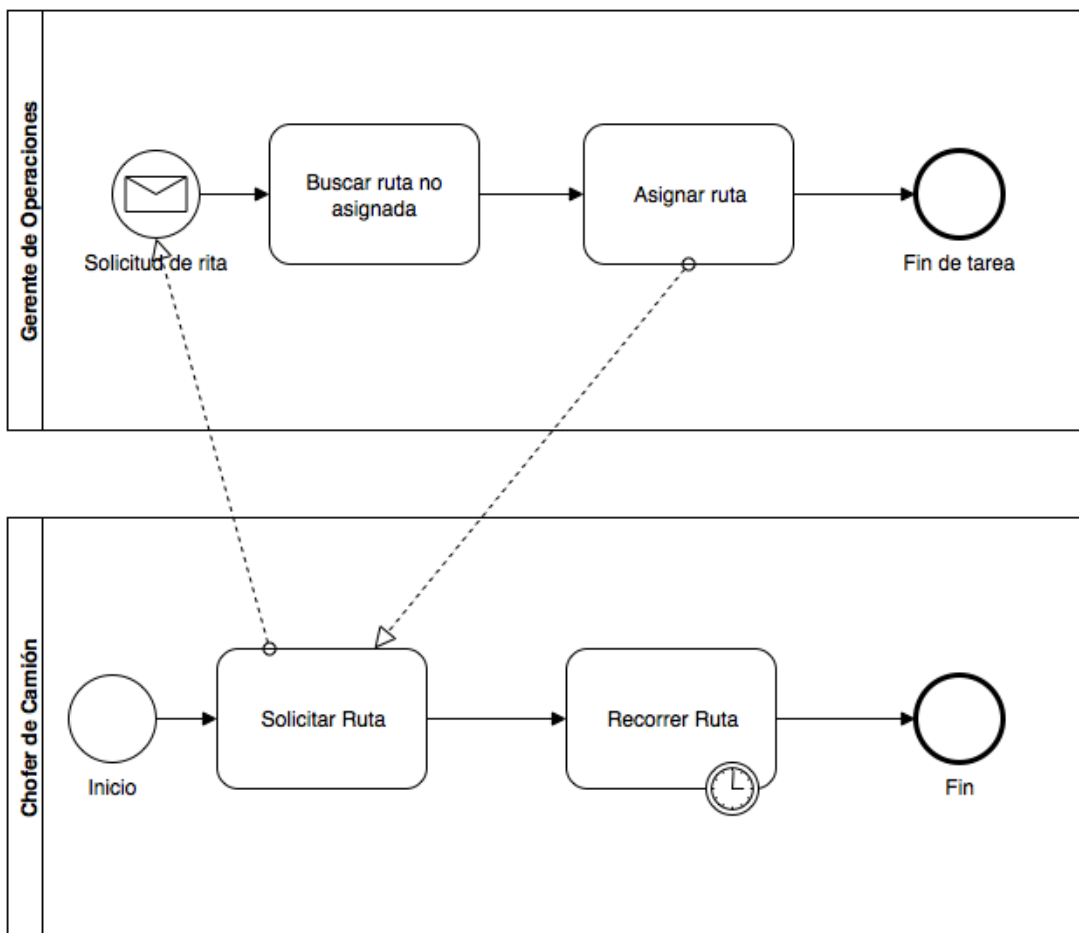 Gerente de Operaciones
Buscar ruta no
asignada
Asignar ruta
Solicitud de rita
Fin de tarea
Chofer de Camión
Solicitar Ruta
Recorrer Ruta
Inicio
Fin